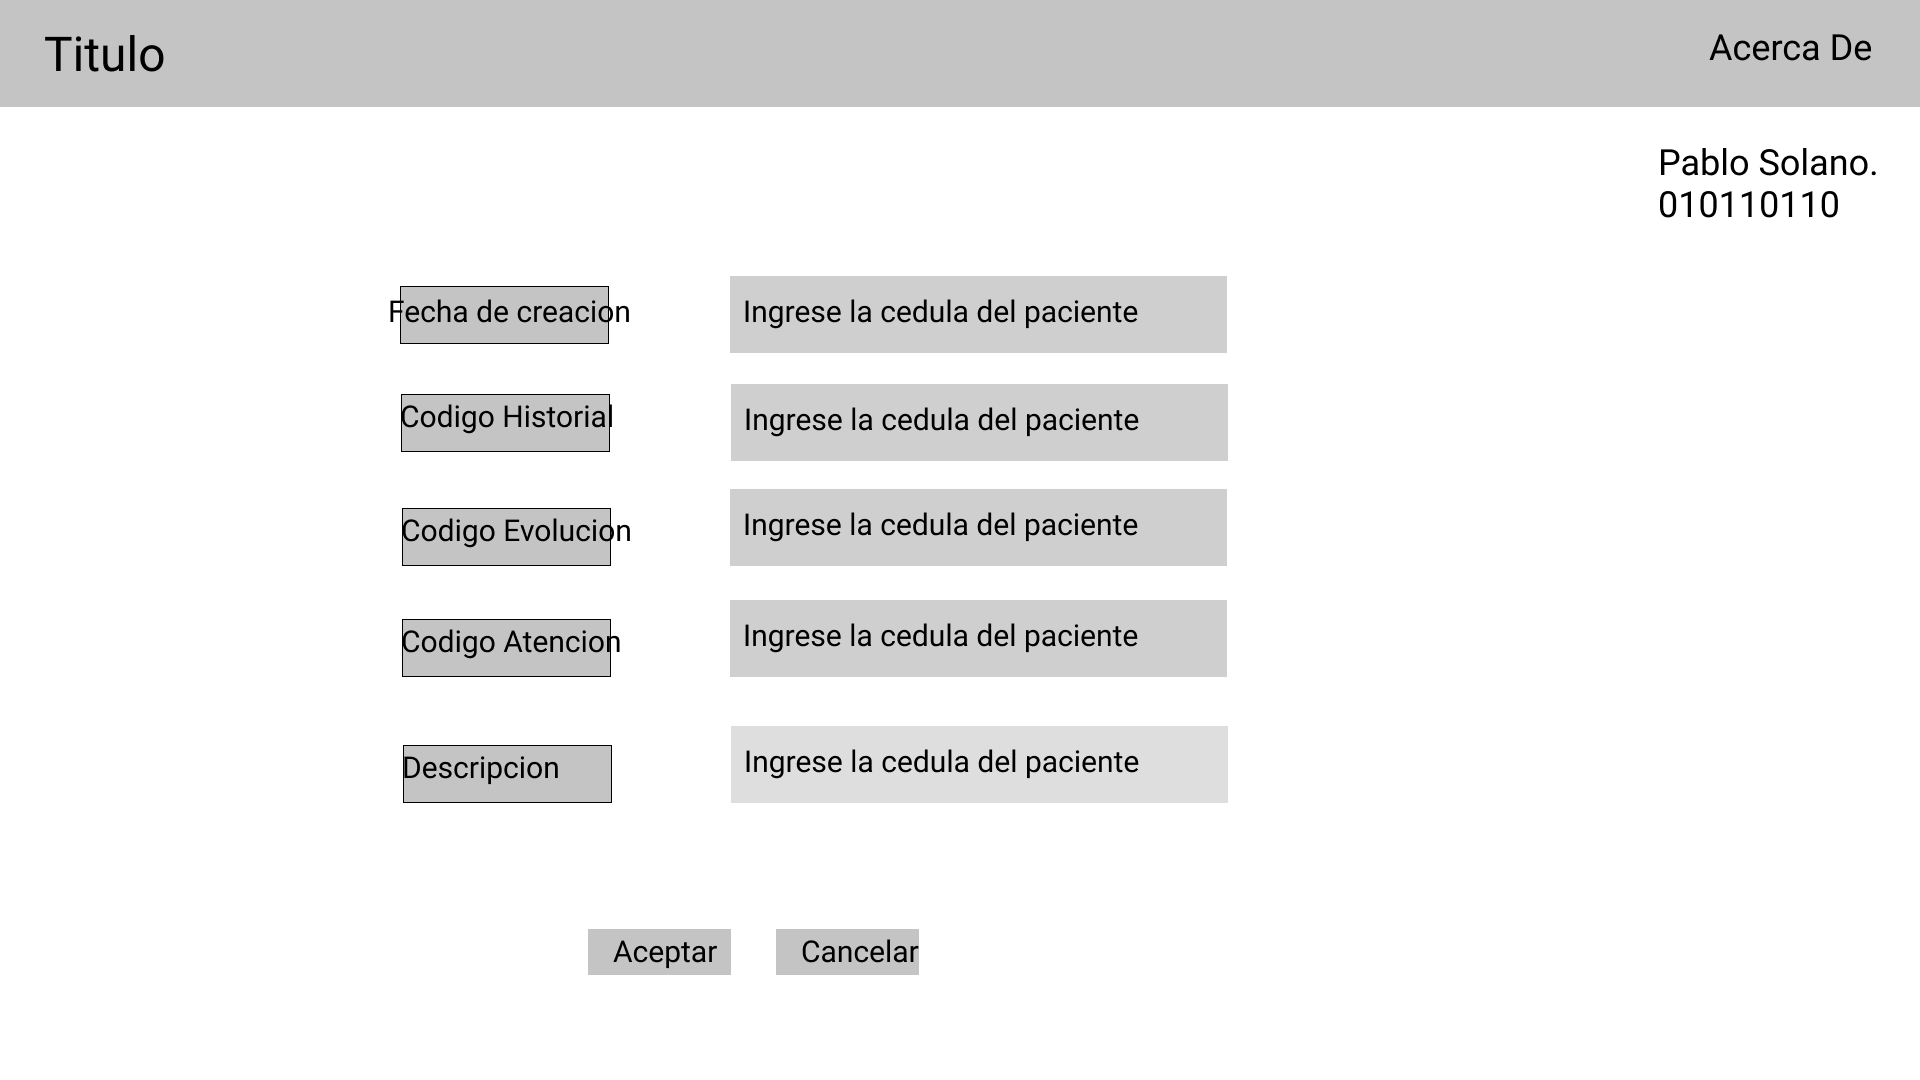 Titulo
Acerca De
Pablo Solano.
010110110
Fecha de creacion
Ingrese la cedula del paciente
Codigo Historial
Ingrese la cedula del paciente
Codigo Evolucion
Ingrese la cedula del paciente
Codigo Atencion
Ingrese la cedula del paciente
Descripcion
Ingrese la cedula del paciente
Aceptar
Cancelar